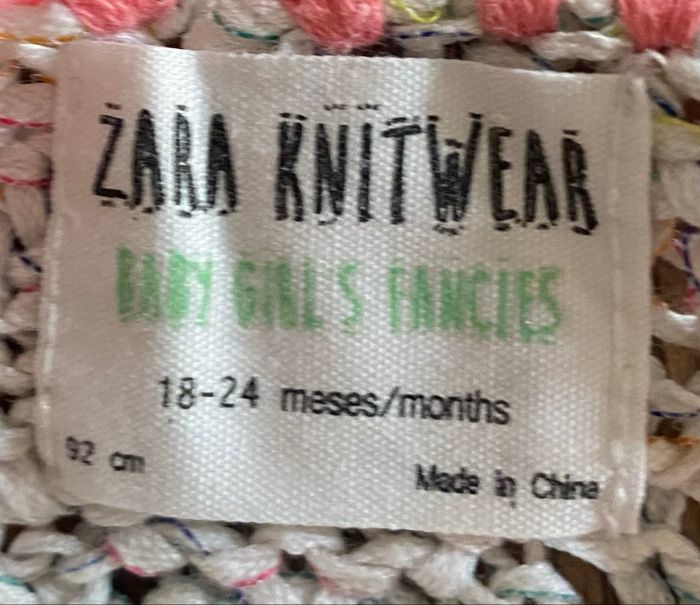 ZARA KNITWEAR
BABY GIRL'S FANCIES
18-24 meses/months
92 cm
Made in China